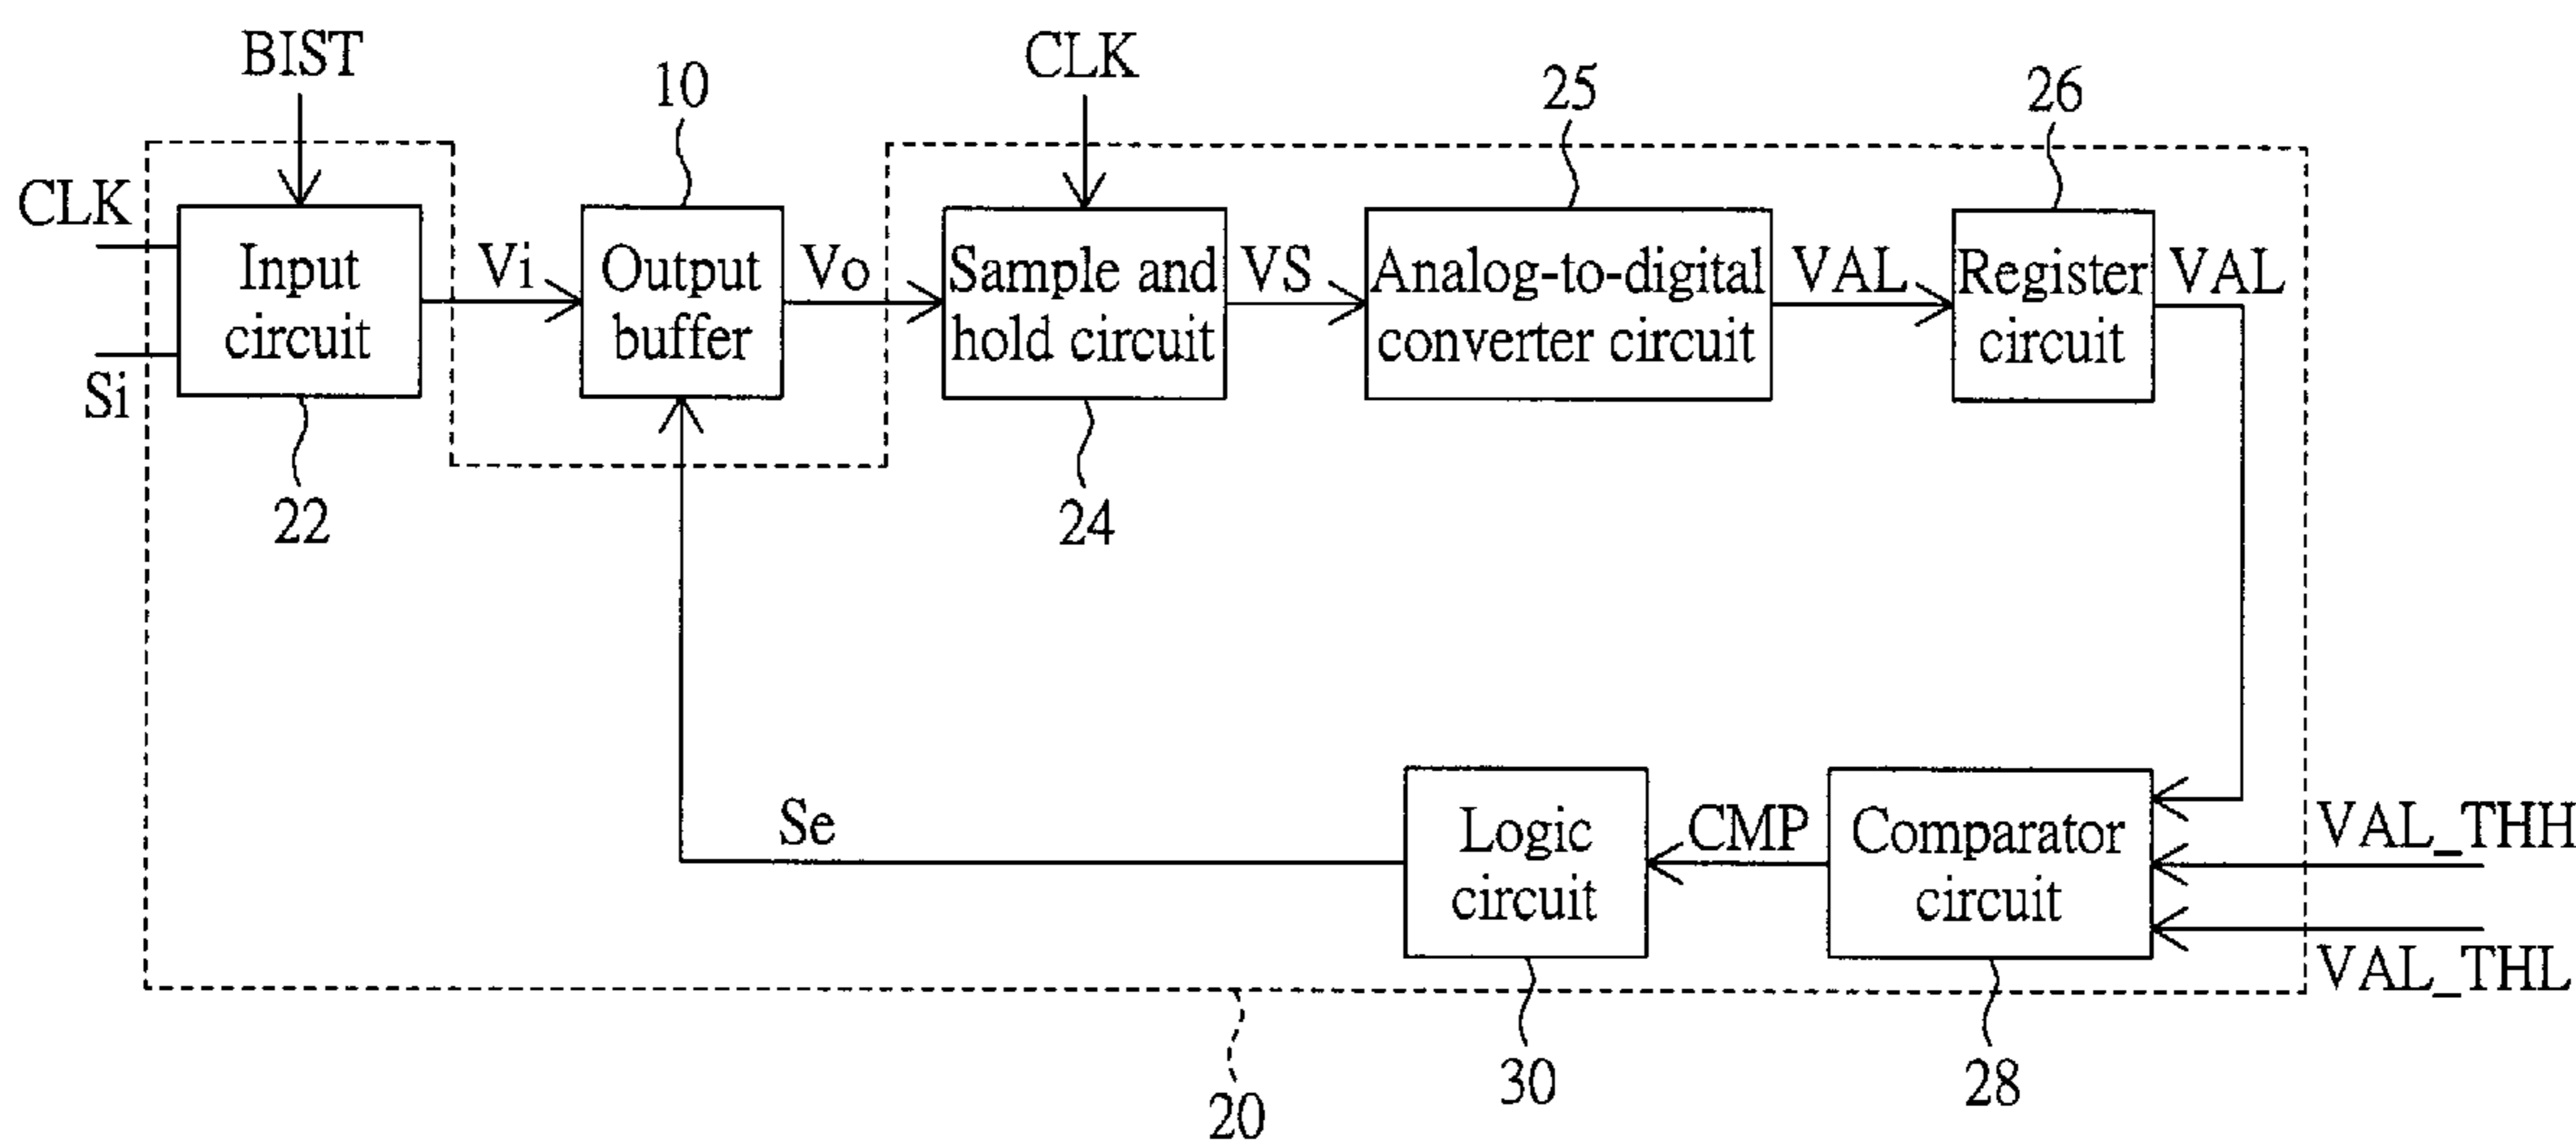 BIST
CLK
10
25
26
CLK
Si
Input
circuit
Vi
Output
buffer
Vo
Sample and
hold circuit
VS
Analog-to-digital
converter circuit
VAL
Register
circuit
VAL
22
24
Se
Logic
circuit
CMP
Comparator
circuit
VAL_THH
VAL_THL
30
28
20